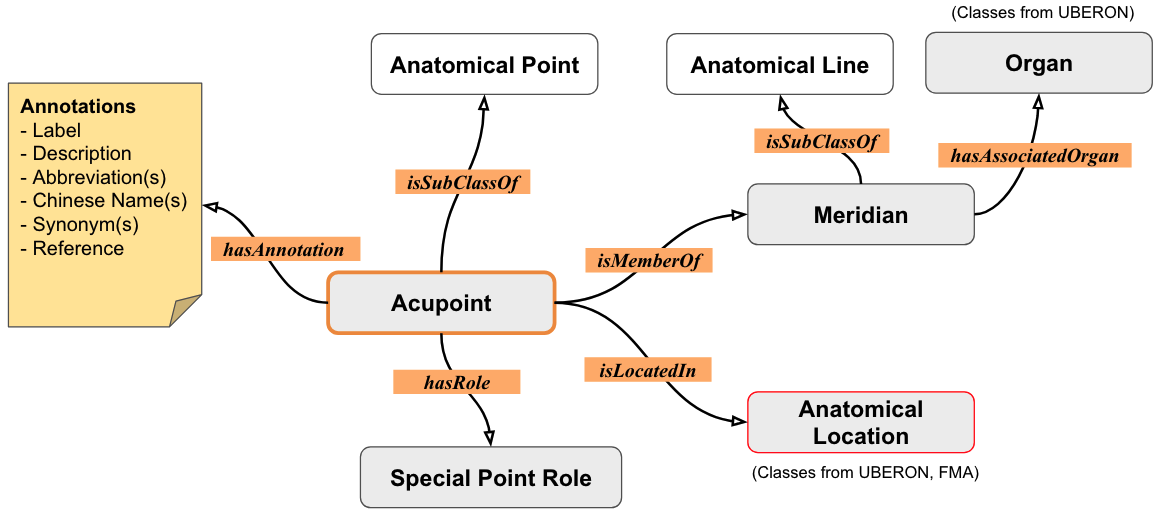 (Classes from UBERON)
Anatomical Point
Anatomical Line
Organ
Annotations
- Label
- Description
- Abbreviation(s)
- Chinese Name(s)
- Synonym(s)
- Reference
isSubClassOf
hasAssociatedOrgan
isSubClassOf
Meridian
hasAnnotation
isMemberOf
Acupoint
isLocatedIn
hasRole
Anatomical
Location
(Classes from UBERON, FMA)
Special Point Role